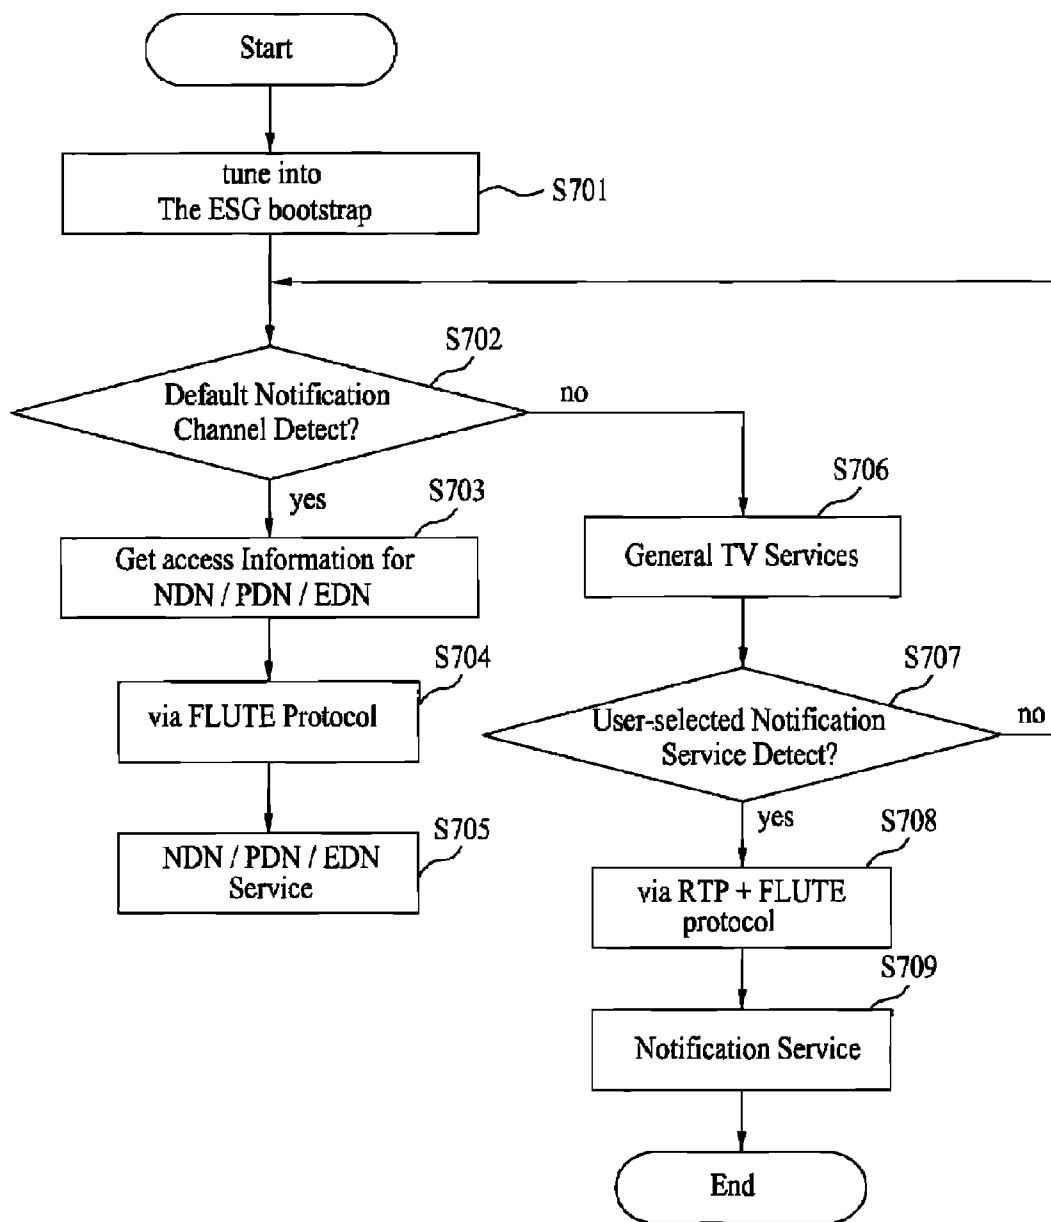 Start
tune into
The ESG bootstrap
S701
S702
Default Notification
Channel Detect?
no
yes
S703
Get access Information for
NDN / PDN / EDN
S706
General TV Services
S704
via FLUTE Protocol
S707
User-selected Notification
Service Detect?
no
yes
S705
NDN / PDN / EDN
Service
S708
via RTP + FLUTE
protocol
S709
Notification Service
End